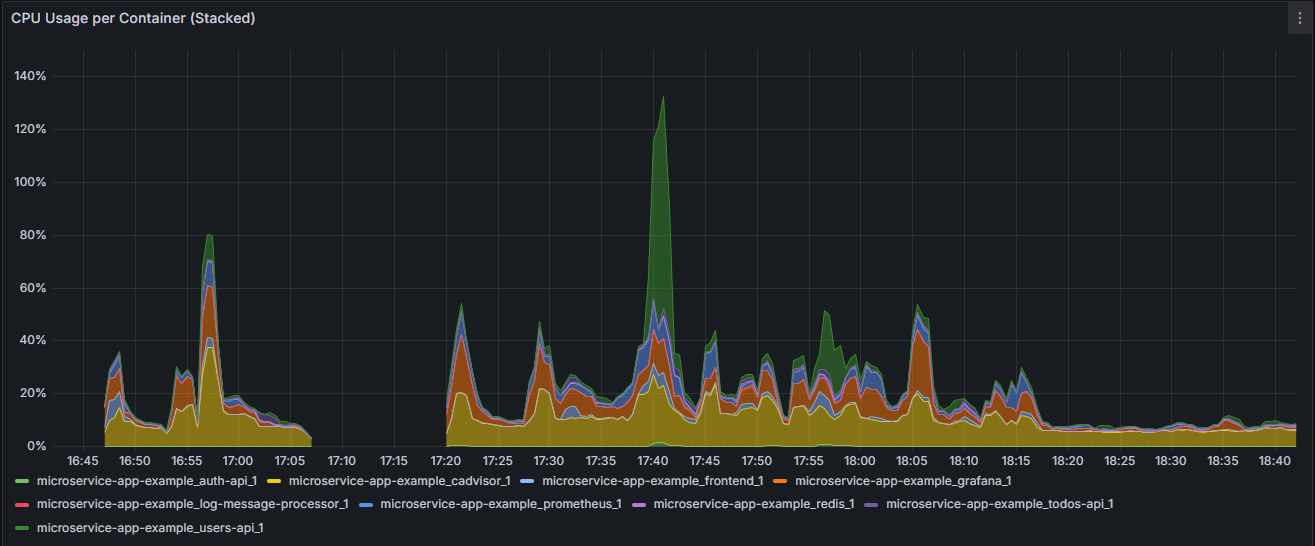 CPU Usage per Container (Stacked)
140%
120%
100%
80%
60%
40%
20%
0%
16:45 16:50 16:55 17:00 17:05 17:10 17:15 17:20 17:25 17:30 17:35 17:40 17:45 17:50 17:55 18:00 18:05 18:10 18:15 18:20 18:25 18:30 18:35 18:40
microservice-app-example_auth-api_1 microservice-app-example_cadvisor_1 microservice-app-example_frontend_1 microservice-app-example_grafana_1
microservice-app-example_log-message-processor_1 microservice-app-example_prometheus_1 microservice-app-example_redis_1 microservice-app-example_todos-api_1
microservice-app-example_users-api_1